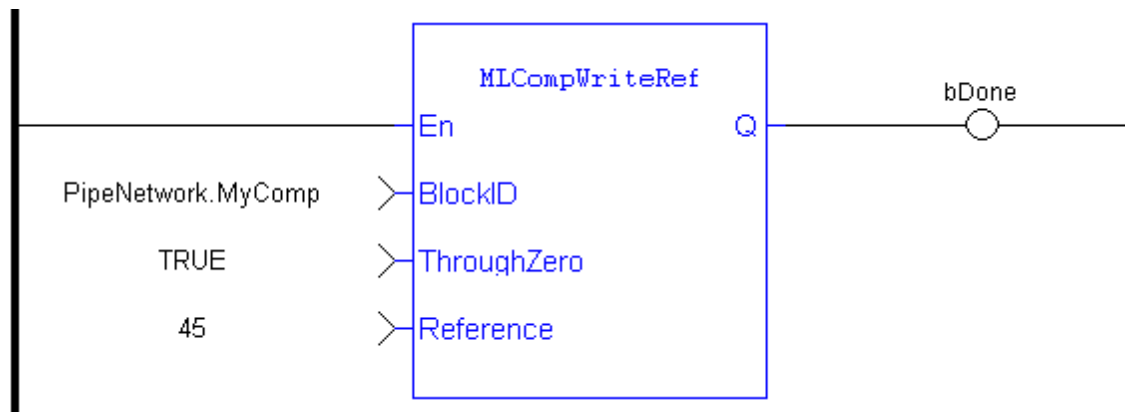 MLCompWriteRef
bDone
En
Q
PipeNetwork.MyComp
BlockID
TRUE
ThroughZero
45
Reference